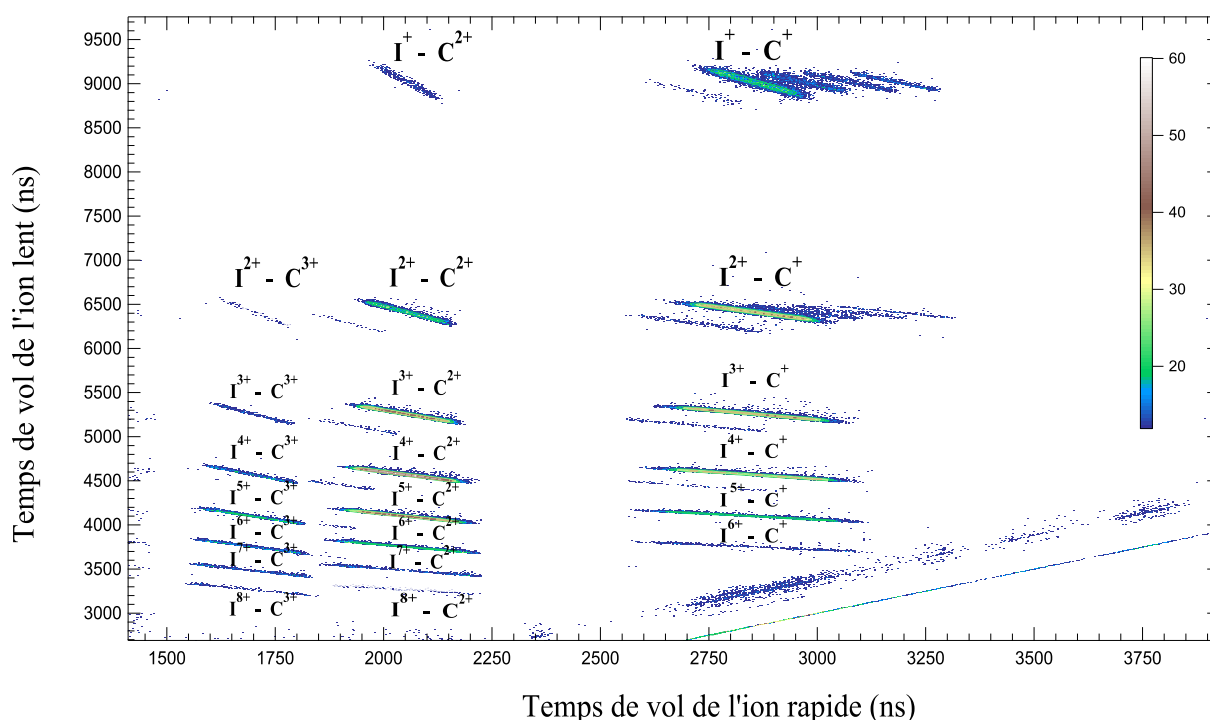 9500
9000
8500
8000
7500
7000
6500
6000
5500
5000
4500
4000
3500
3000
Temps de vol de l'ion lent (ns)
I+ - C2+
I+ - C+
I2+ - C3+
I2+ - C2+
I2+ - C+
I3+ - C3+
I3+ - C2+
I3+ - C+
I4+ - C3+
I4+ - C2+
I4+ - C+
I5+ - C3+
I5+ - C2+
I5+ - C+
I6+ - C3+
I6+ - C2+
I6+ - C+
I7+ - C3+
I7+ - C2+
I8+ - C3+
I8+ - C2+
60
50
40
30
20
1500 1750 2000 2250 2500 2750 3000 3250 3500 3750
Temps de vol de l'ion rapide (ns)